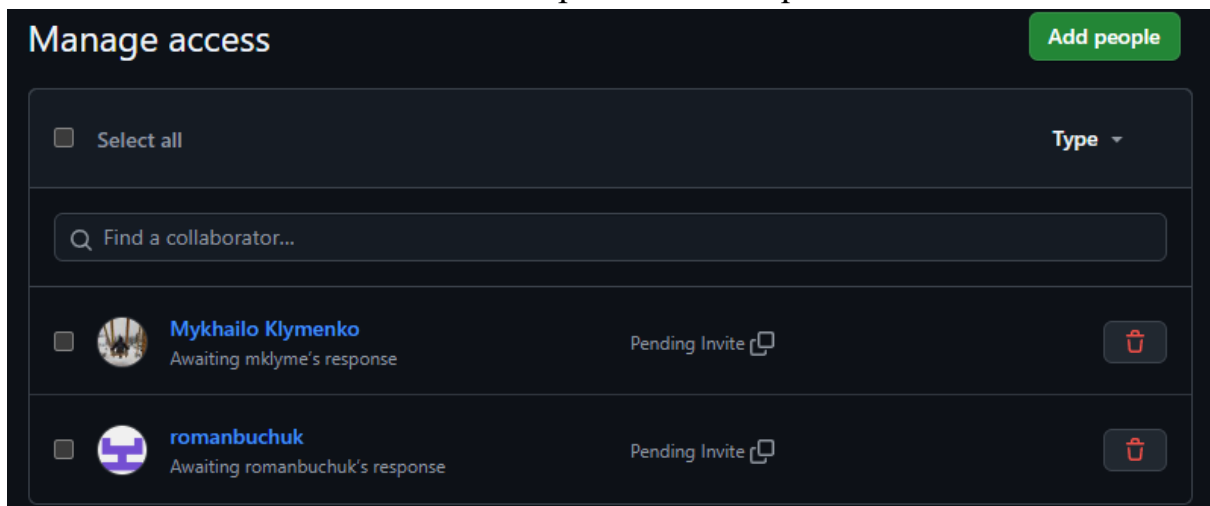 Manage access
Add people
Select all
Type
Find a collaborator...
Mykhailo Klymenko
Awaiting mklyme's response
Pending Invite
romanbuchuk
Awaiting romanbuchuk's response
Pending Invite